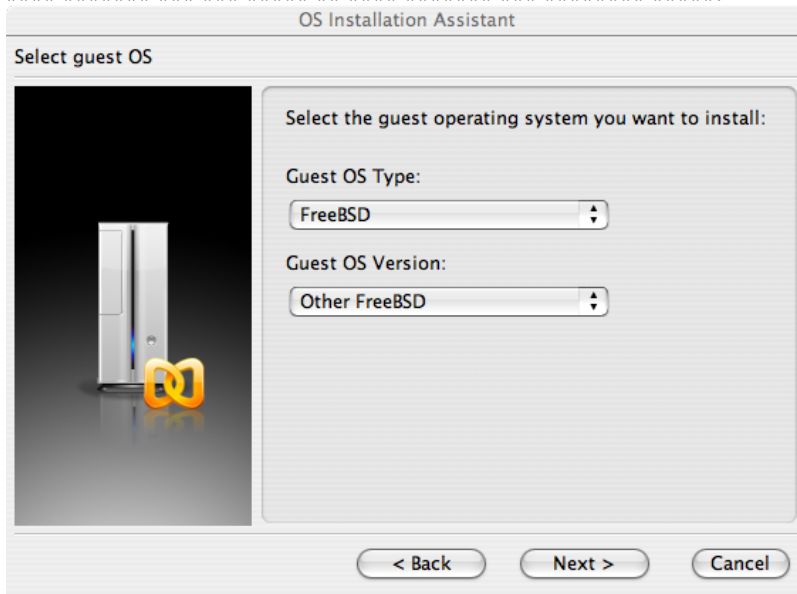 OS Installation Assistant
Select guest OS
Select the guest operating system you want to install:
Guest OS Type:
FreeBSD
Guest OS Version:
Other FreeBSD
< Back Next > Cancel